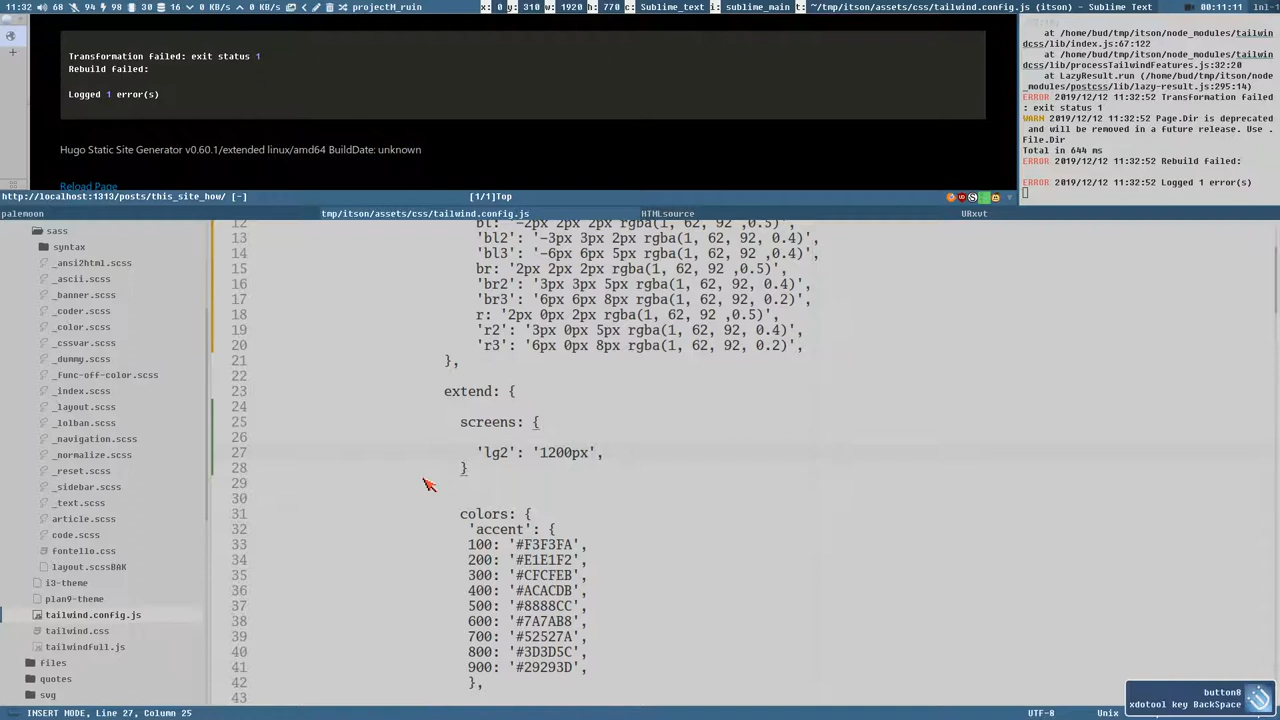 11:32 68 94 98 30 16 0 KB/s 0 KB/s projectM_ruin x: 0 y: 310 w: 1920 h: 770 Sublime_text sublime_main t: ~/tmp/itson/assets/css/tailwind.config.js (itson) - Sublime Text 00:11:11 lnl-1
Transformation failed: exit status 1
Rebuild failed:
Logged 1 error(s)
Hugo Static Site Generator v0.60.1/extended linux/amd64 BuildDate: unknown
Reload Page
http://localhost:1313/posts/this_site_how/ [-] [1/1]Top
at /home/bud/tmp/itson/node_modules/tailwi
ndcss/lib/index.js:67:122
at /home/bud/tmp/itson/node_modules/tailwi
ndcss/lib/processTailwindFeatures.js:32:20
at LazyResult.run (/home/bud/tmp/itson/node
_modules/postcss/lib/lazy-result.js:295:14)
ERROR 2019/12/12 11:32:52 Transformation failed
: exit status 1
WARN 2019/12/12 11:32:52 Page.Dir is deprecated
and will be removed in a future release. Use .
File.Dir
Total in 644 ms
ERROR 2019/12/12 11:32:52 Rebuild failed:
ERROR 2019/12/12 11:32:52 Logged 1 error(s)
palemoon tmp/itson/assets/css/tailwind.config.js HTMLsource URxvt
sass
syntax
_ansi2html.scss
_ascii.scss
_banner.scss
_coder.scss
_color.scss
_cssvar.scss
_dummy.scss
_func-off-color.scss
_index.scss
_layout.scss
_lolban.scss
_navigation.scss
_normalize.scss
_reset.scss
_sidebar.scss
_text.scss
article.scss
code.scss
fontello.css
layout.scssBAK
i3-theme
plan9-theme
tailwind.config.js
tailwind.css
tailwindfull.js
files
quotes
svg
12 bl: '-2px 2px 2px rgba(1, 62, 92 ,0.5)',
13 'bl2': '-3px 3px 2px rgba(1, 62, 92, 0.4)',
14 'bl3': '-6px 6px 5px rgba(1, 62, 92 ,0.4)',
15 br: '2px 2px 2px rgba(1, 62, 92 ,0.5)',
16 'br2': '3px 3px 5px rgba(1, 62, 92, 0.4)',
17 'br3': '6px 6px 8px rgba(1, 62, 92, 0.2)',
18 r: '2px 0px 2px rgba(1, 62, 92 ,0.5)',
19 'r2': '3px 0px 5px rgba(1, 62, 92, 0.4)',
20 'r3': '6px 0px 8px rgba(1, 62, 92, 0.2)',
21 },
22
23 extend: {
24
25 screens: {
26
27 'lg2': '1200px',
28 }
29
30
31 colors: {
32 'accent': {
33 100: '#F3F3FA',
34 200: '#E1E1F2',
35 300: '#CFCFEB',
36 400: '#ACACDB',
37 500: '#8888CC',
38 600: '#7A7AB8',
39 700: '#52527A',
40 800: '#3D3D5C',
41 900: '#29293D',
42 },
43
button8
xdotool key BackSpace
INSERT MODE, Line 27, Column 25 UTF-8 Unix